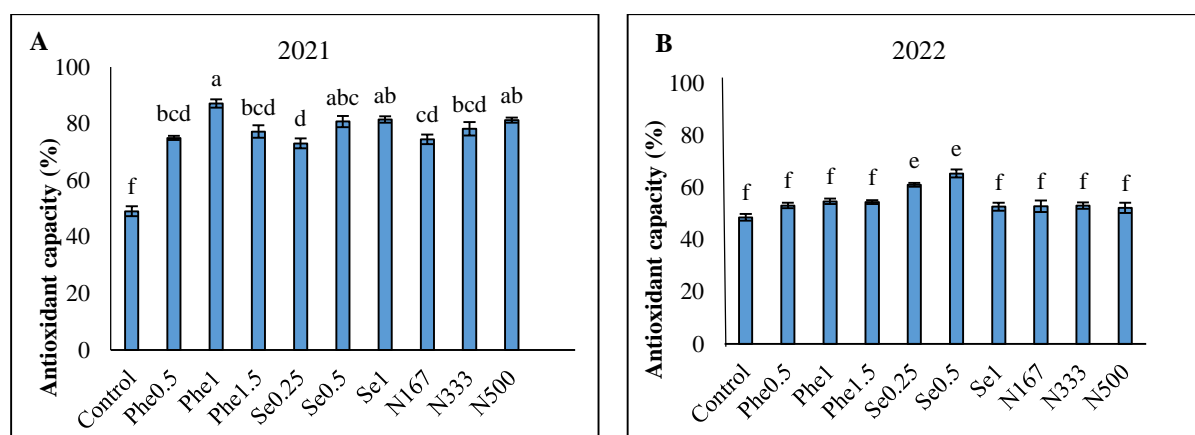 A
2021
Antioxidant capacity (%)
100
80
60
40
20
0
f
bcd
a
bcd
d
abc
ab
cd
bcd
ab
Control
Phe0.5
Phe1
Phe1.5
Se0.25
Se0.5
Se1
N167
N333
N500
B
2022
Antioxidant capacity (%)
100
80
60
40
20
0
f
f
f
f
e
e
f
f
f
f
Control
Phe0.5
Phe1
Phe1.5
Se0.25
Se0.5
Se1
N167
N333
N500